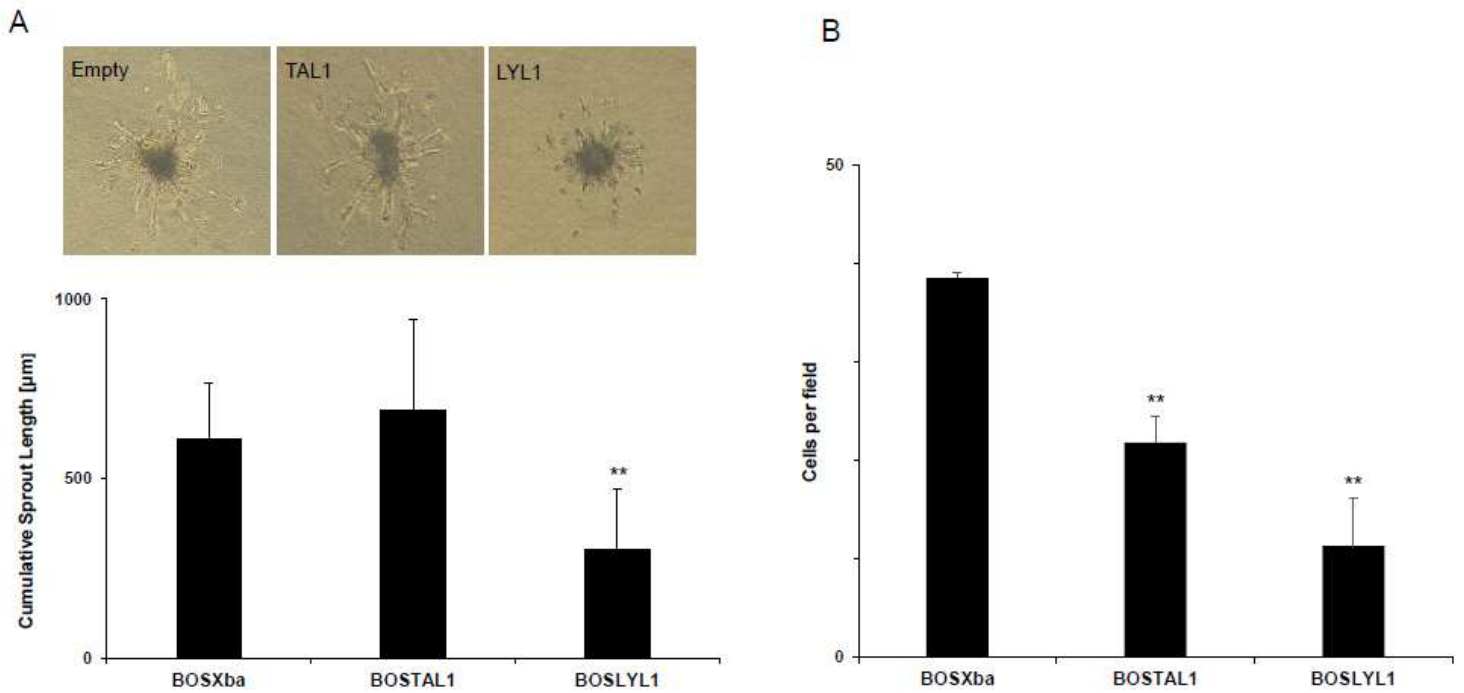 A
Empty
TAL1
LYL1
1000
500
0
Cumulative Sprout Length [µm]
**
BOSXba
BOSTAL1
BOSLYL1
B
50
0
Cells per field
**
**
BOSXba
BOSTAL1
BOSLYL1